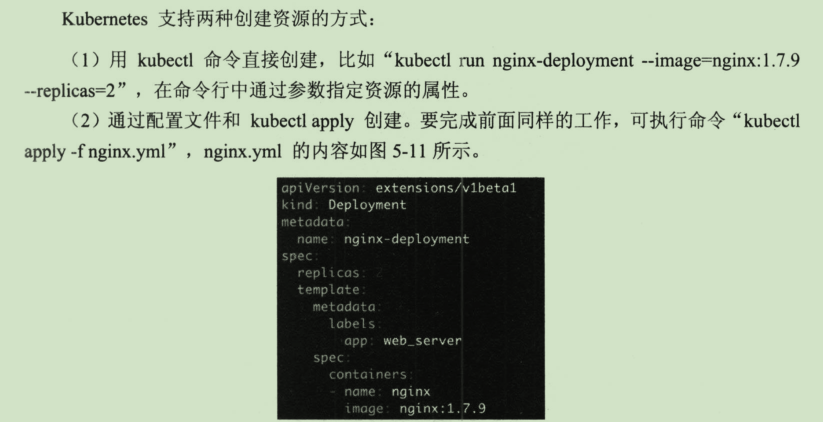 Kubernetes 支持两种创建资源的方式：
（1）用 kubectl 命令直接创建，比如“kubectl run nginx-deployment --image=nginx:1.7.9
--replicas=2”，在命令行中通过参数指定资源的属性。
（2）通过配置文件和 kubectl apply 创建。要完成前面同样的工作，可执行命令“kubectl
apply -f nginx.yml”，nginx.yml 的内容如图 5-11 所示。
apiVersion: extensions/v1beta1
kind: Deployment
metadata:
  name: nginx-deployment
spec:
  replicas: 2
  template:
    metadata:
      labels:
        app: web_server
    spec:
      containers:
      - name: nginx
        image: nginx:1.7.9